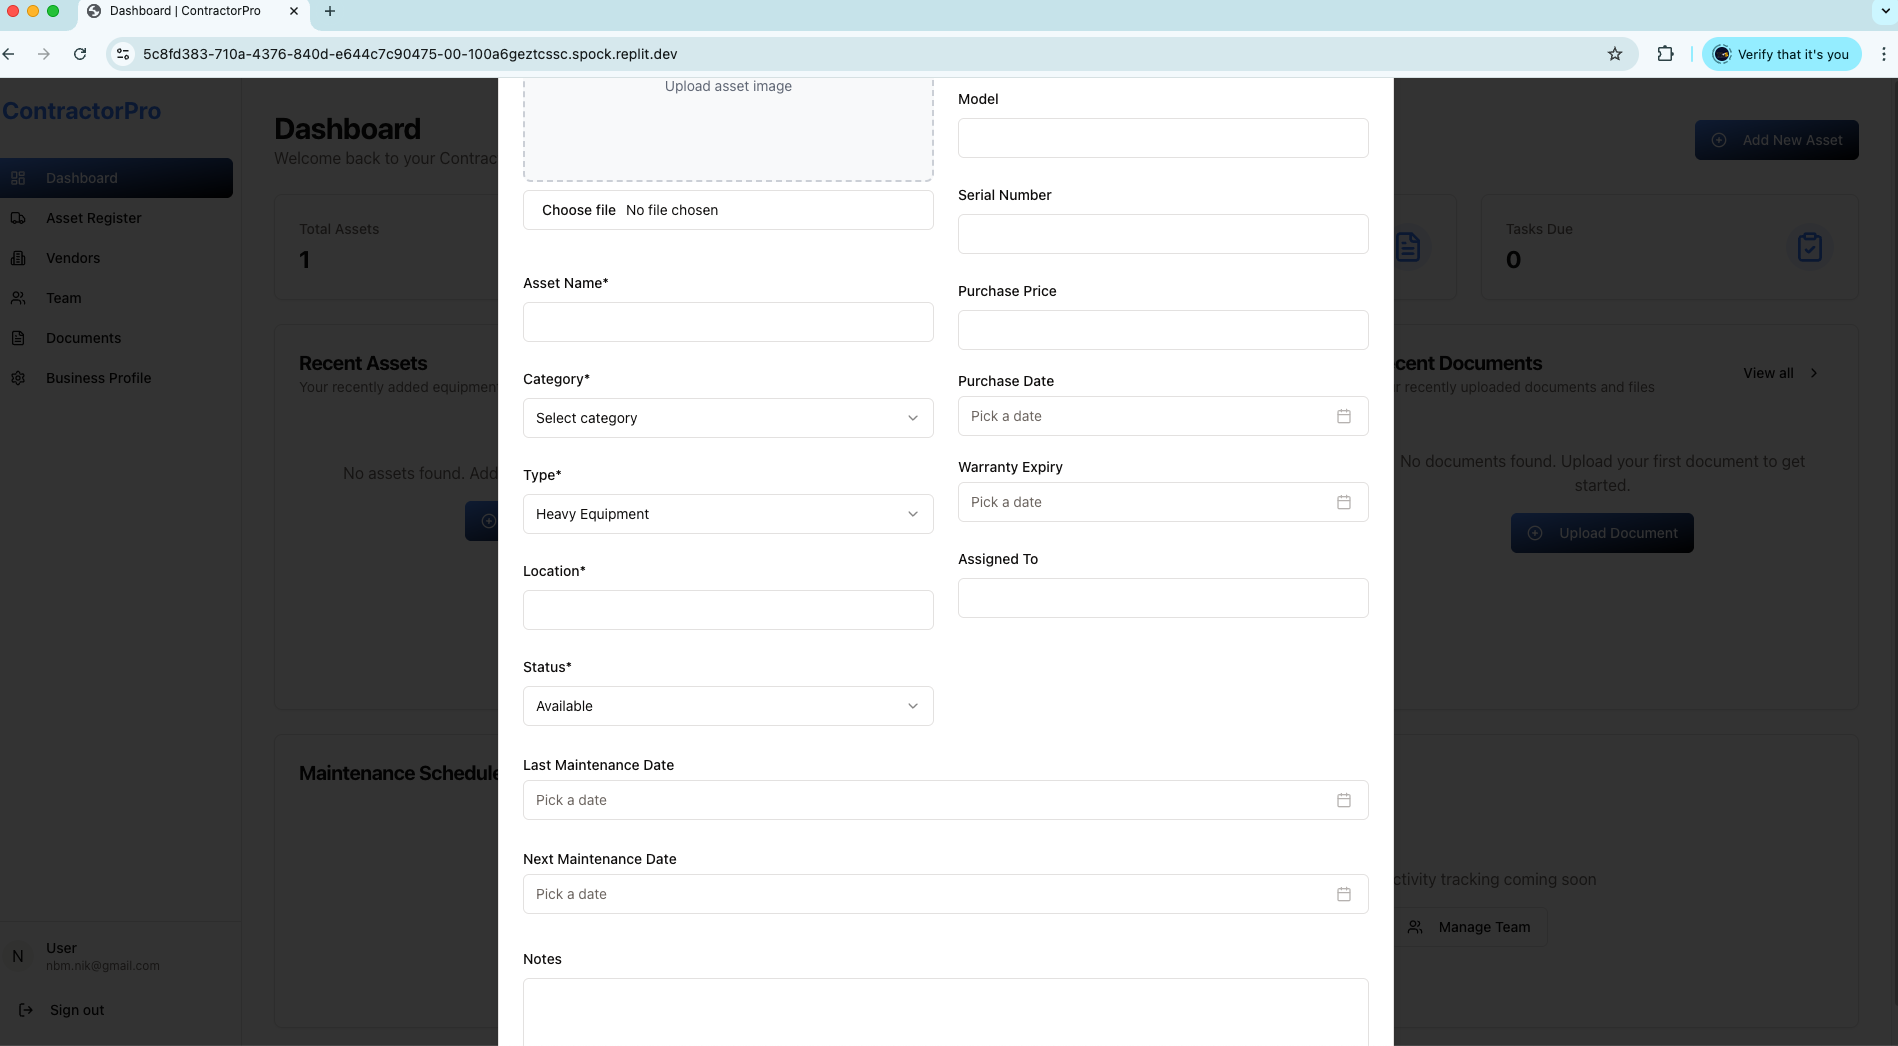 Dashboard | ContractorPro
5c8fd383-710a-4376-840d-e644c7c90475-00-100a6geztcssc.spock.replit.dev
Verify that it's you
ContractorPro
Dashboard
Asset Register
Vendors
Team
Documents
Business Profile
N
User
nbm.nik@gmail.com
Sign out
Dashboard
Welcome back to your Contrac
Add New Asset
Total Assets
1
Tasks Due
0
Recent Assets
Your recently added equipmen
No assets found. Add
Maintenance Schedule
Upload asset image
Choose file No file chosen
Asset Name*
Category*
Select category
Type*
Heavy Equipment
Location*
Status*
Available
Model
Serial Number
Purchase Price
Purchase Date
Pick a date
Warranty Expiry
Pick a date
Assigned To
Last Maintenance Date
Pick a date
Next Maintenance Date
Pick a date
Notes
cent Documents
r recently uploaded documents and files
View all
No documents found. Upload your first document to get
started.
Upload Document
ctivity tracking coming soon
Manage Team